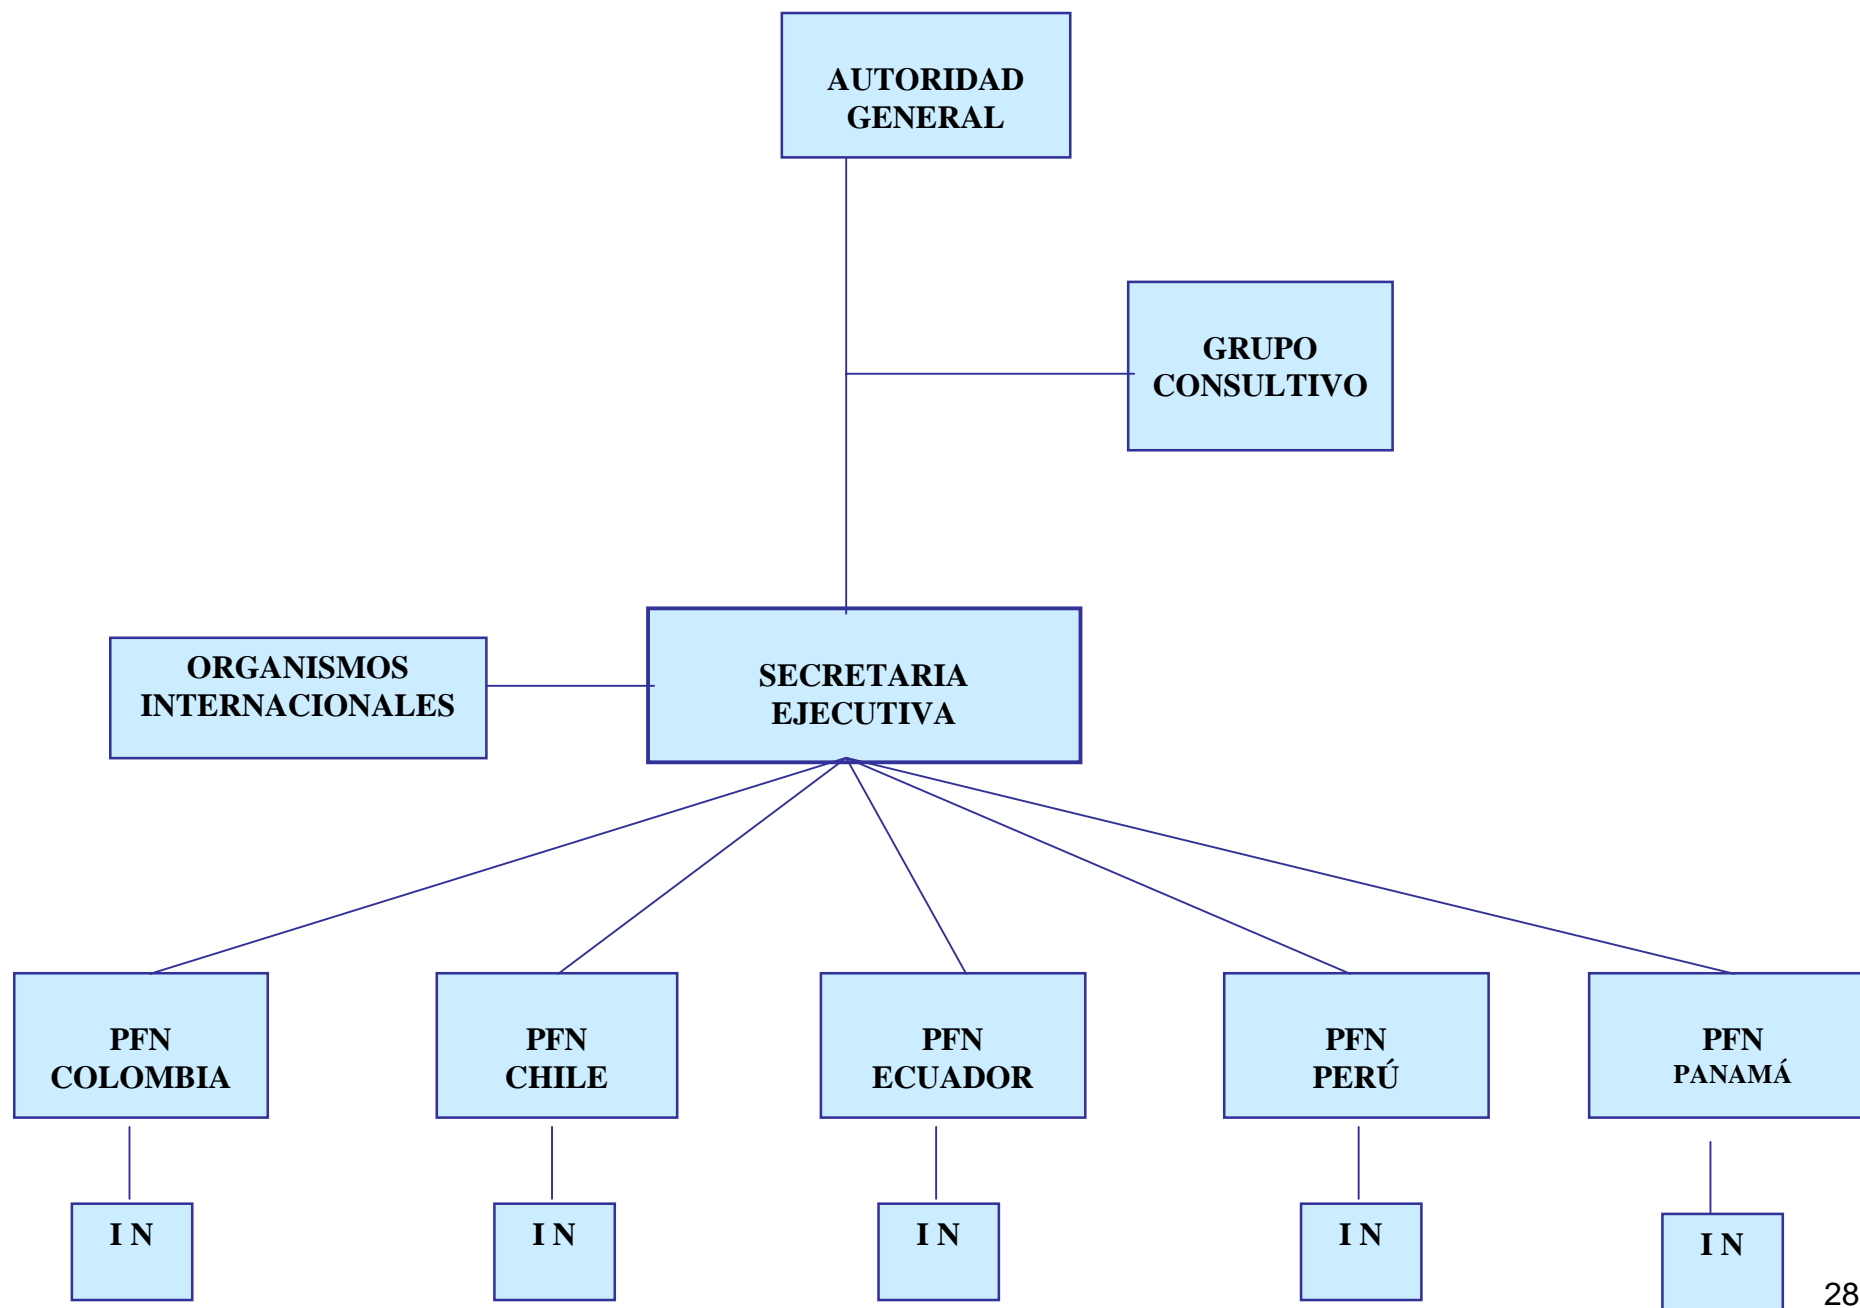 AUTORIDAD
GENERAL
GRUPO
CONSULTIVO
ORGANISMOS
INTERNACIONALES
SECRETARIA
EJECUTIVA
PFN
COLOMBIA
PFN
CHILE
PFN
ECUADOR
PFN
PERÚ
PFN
PANAMÁ
I N
I N
I N
I N
I N
28